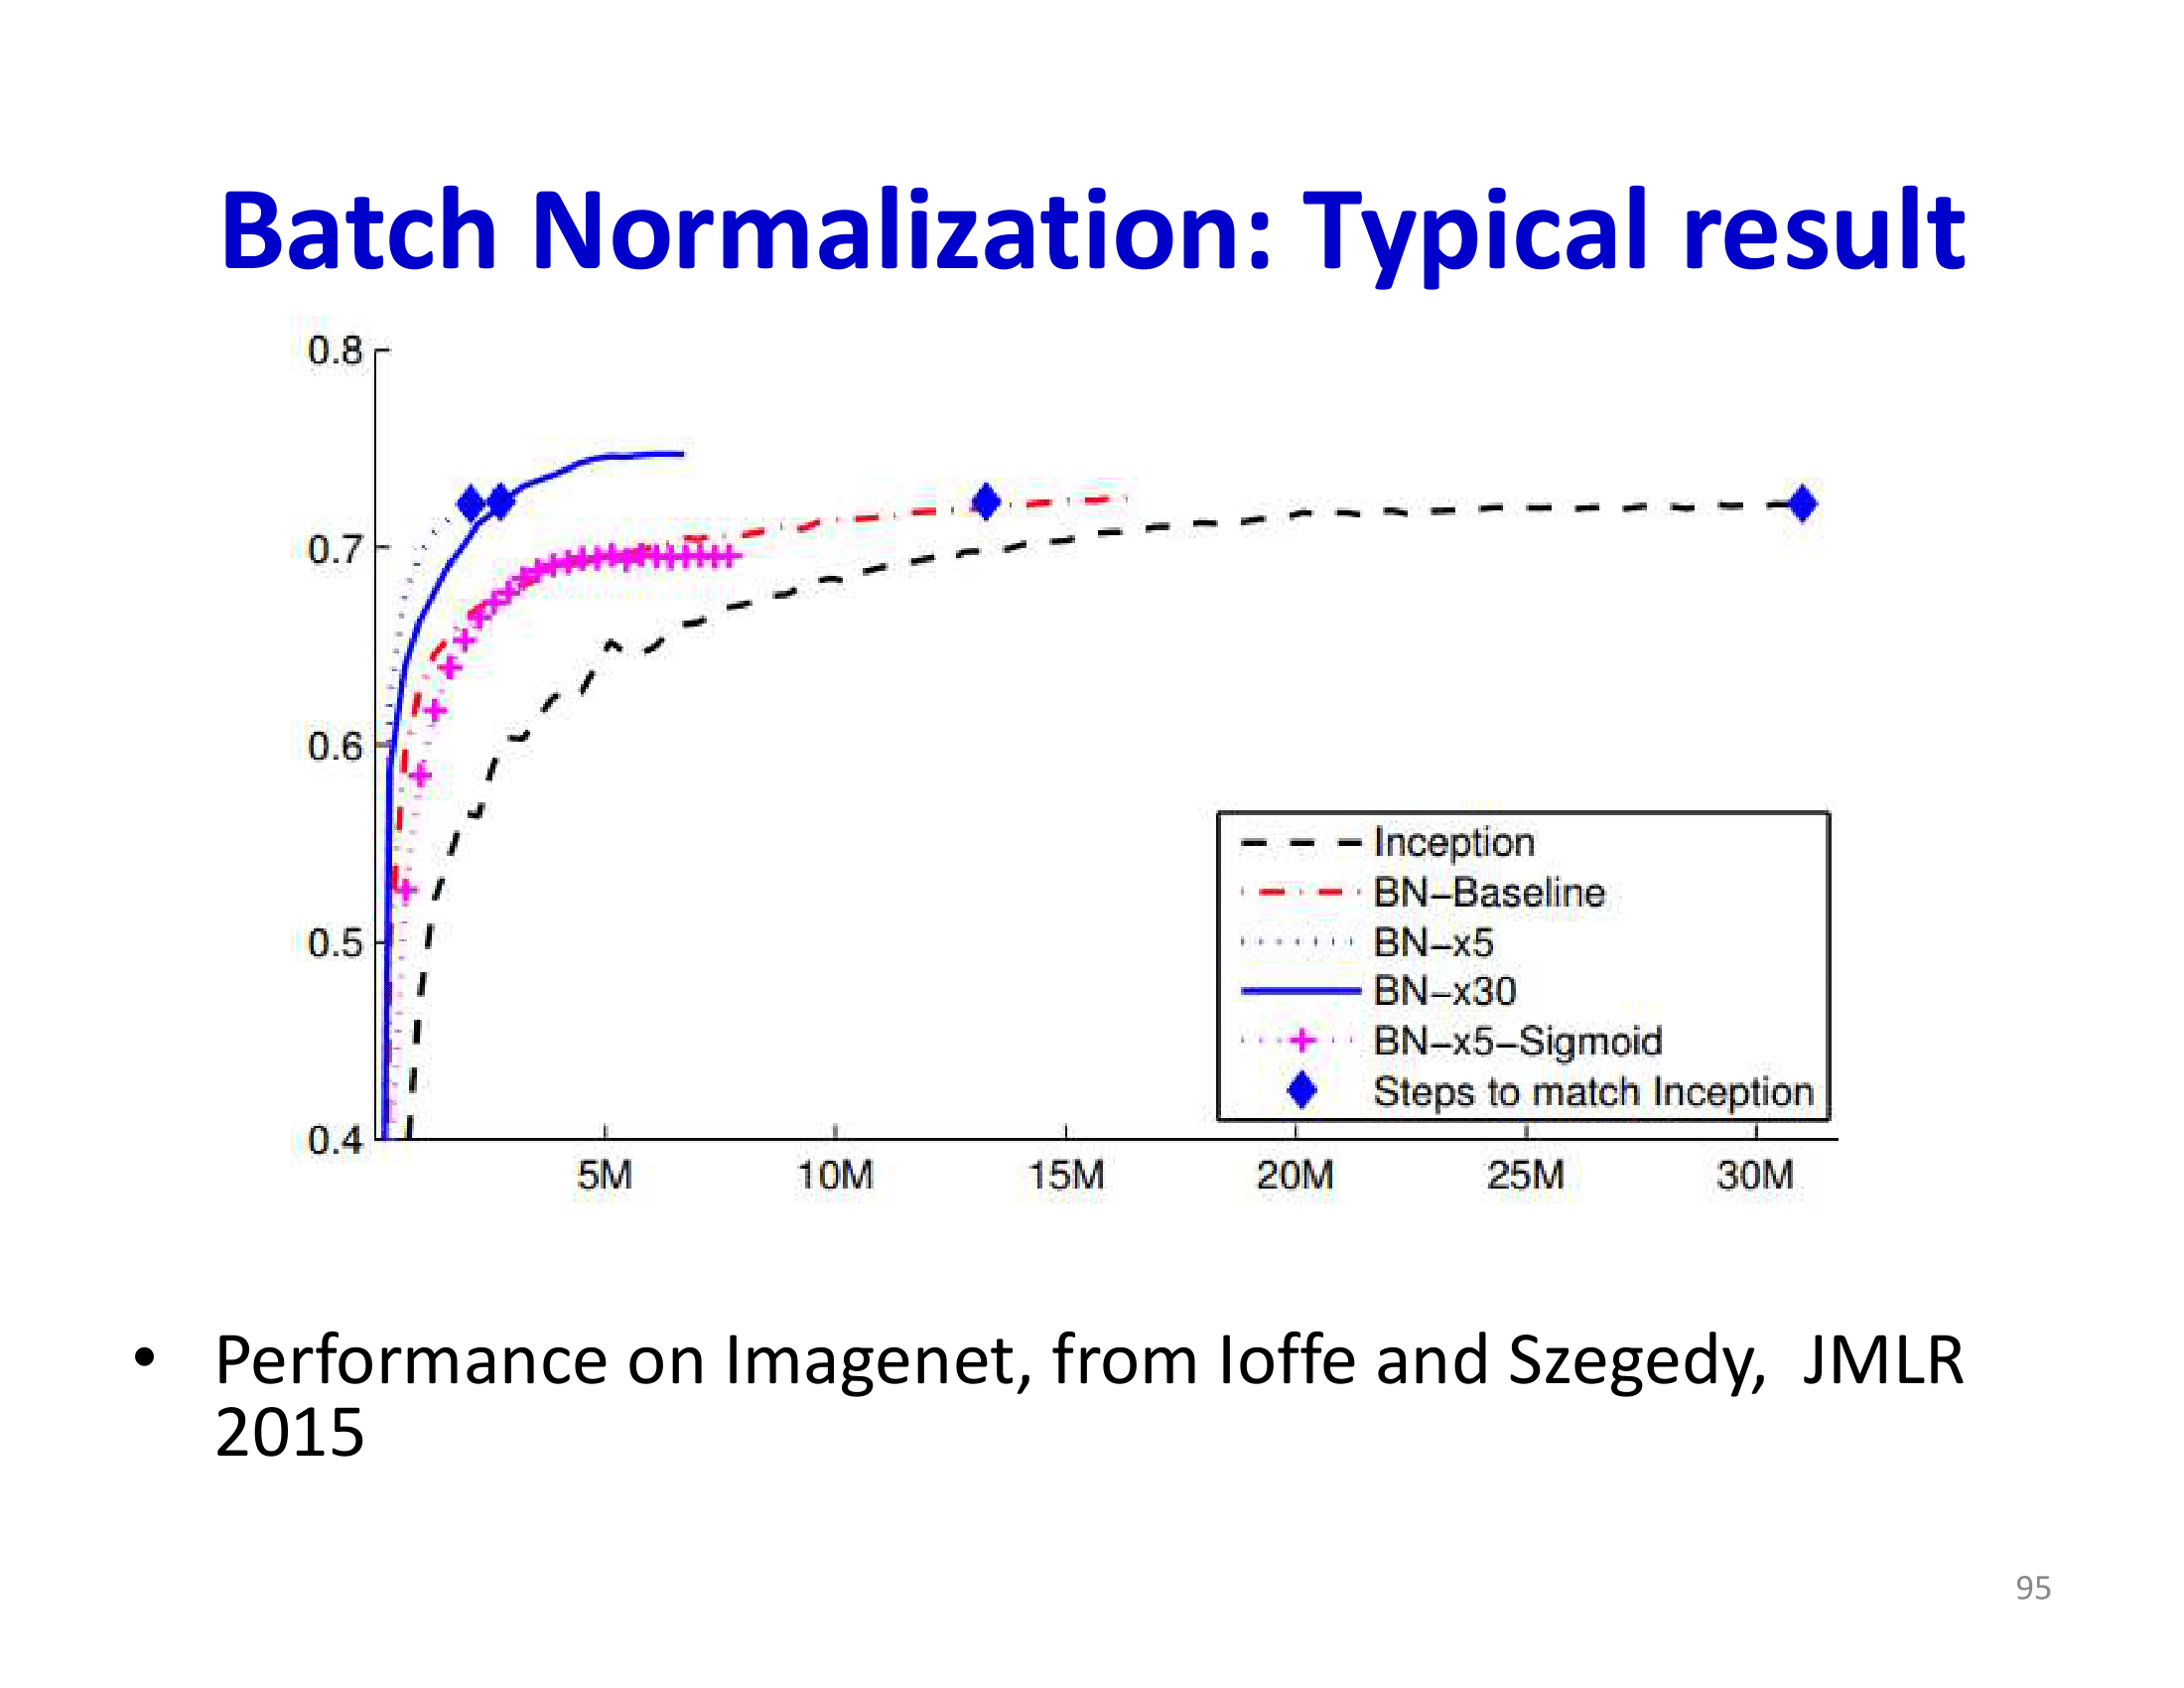 Batch Normalization: Typical result
0.8
0.7
0.6
0.5
0.4
5M 10M 15M 20M 25M 30M
Inception
BN−Baseline
BN−x5
BN−x30
BN−x5−Sigmoid
Steps to match Inception
• Performance on Imagenet, from Ioffe and Szegedy, JMLR
2015
95